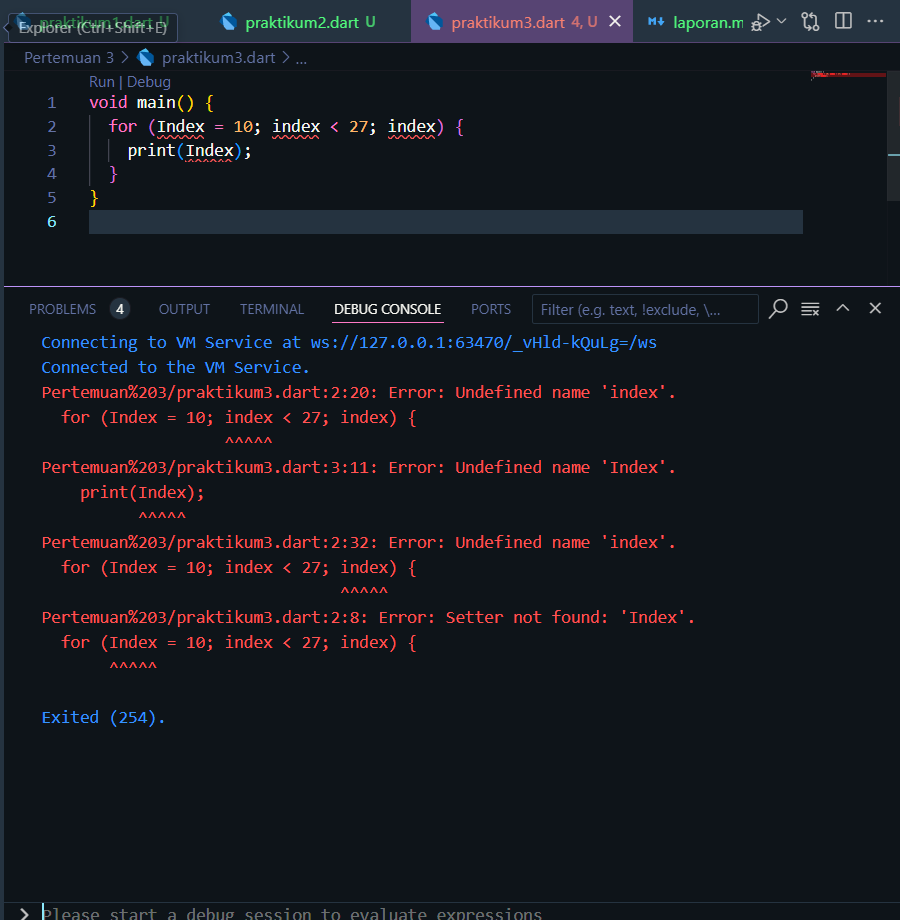 praktikum1.dart U
Explorer (Ctrl+Shift+E)
praktikum2.dart U
praktikum3.dart 4, U
laporan.m
Pertemuan 3 > praktikum3.dart > ...
Run | Debug
1 void main() {
2 for (Index = 10; index < 27; index) {
3 print(Index);
4 }
5 }
6
PROBLEMS 4 OUTPUT TERMINAL DEBUG CONSOLE PORTS Filter (e.g. text, !exclude, \...
Connecting to VM Service at ws://127.0.0.1:63470/_vHld-kQuLg=/ws
Connected to the VM Service.
Pertemuan%203/praktikum3.dart:2:20: Error: Undefined name 'index'.
for (Index = 10; index < 27; index) {
^^^^^
Pertemuan%203/praktikum3.dart:3:11: Error: Undefined name 'Index'.
print(Index);
^^^^^
Pertemuan%203/praktikum3.dart:2:32: Error: Undefined name 'index'.
for (Index = 10; index < 27; index) {
^^^^^
Pertemuan%203/praktikum3.dart:2:8: Error: Setter not found: 'Index'.
for (Index = 10; index < 27; index) {
^^^^^
Exited (254).
Please start a debug session to evaluate expressions